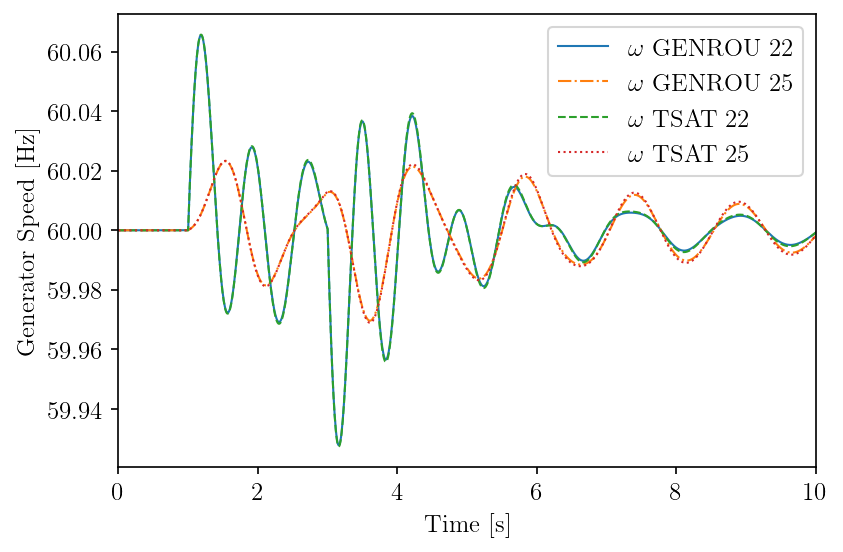 60.06
60.04
60.02
60.00
59.98
59.96
59.94
Generator Speed [Hz]
ω GENROU 22
ω GENROU 25
ω TSAT 22
ω TSAT 25
0 2 4 6 8 10
Time [s]